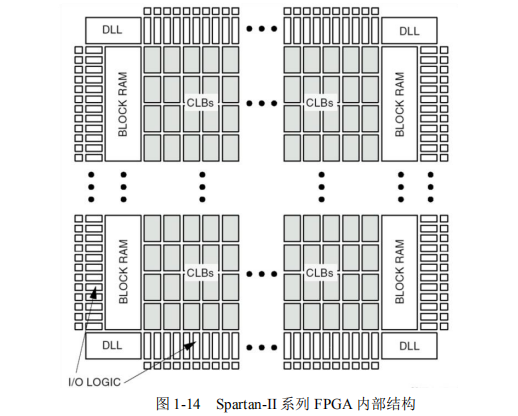 DLL
DLL
BLOCK RAM
CLBs
CLBs
BLOCK RAM
BLOCK RAM
CLBs
CLBs
BLOCK RAM
DLL
DLL
I/O LOGIC
图 1-14 Spartan-II 系列 FPGA 内部结构